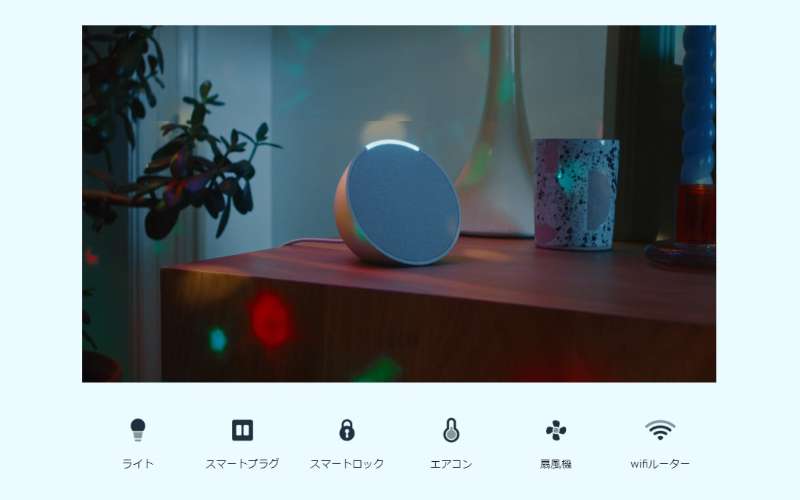 ライト
スマートプラグ
スマートロック
エアコン
扇風機
wifiルーター